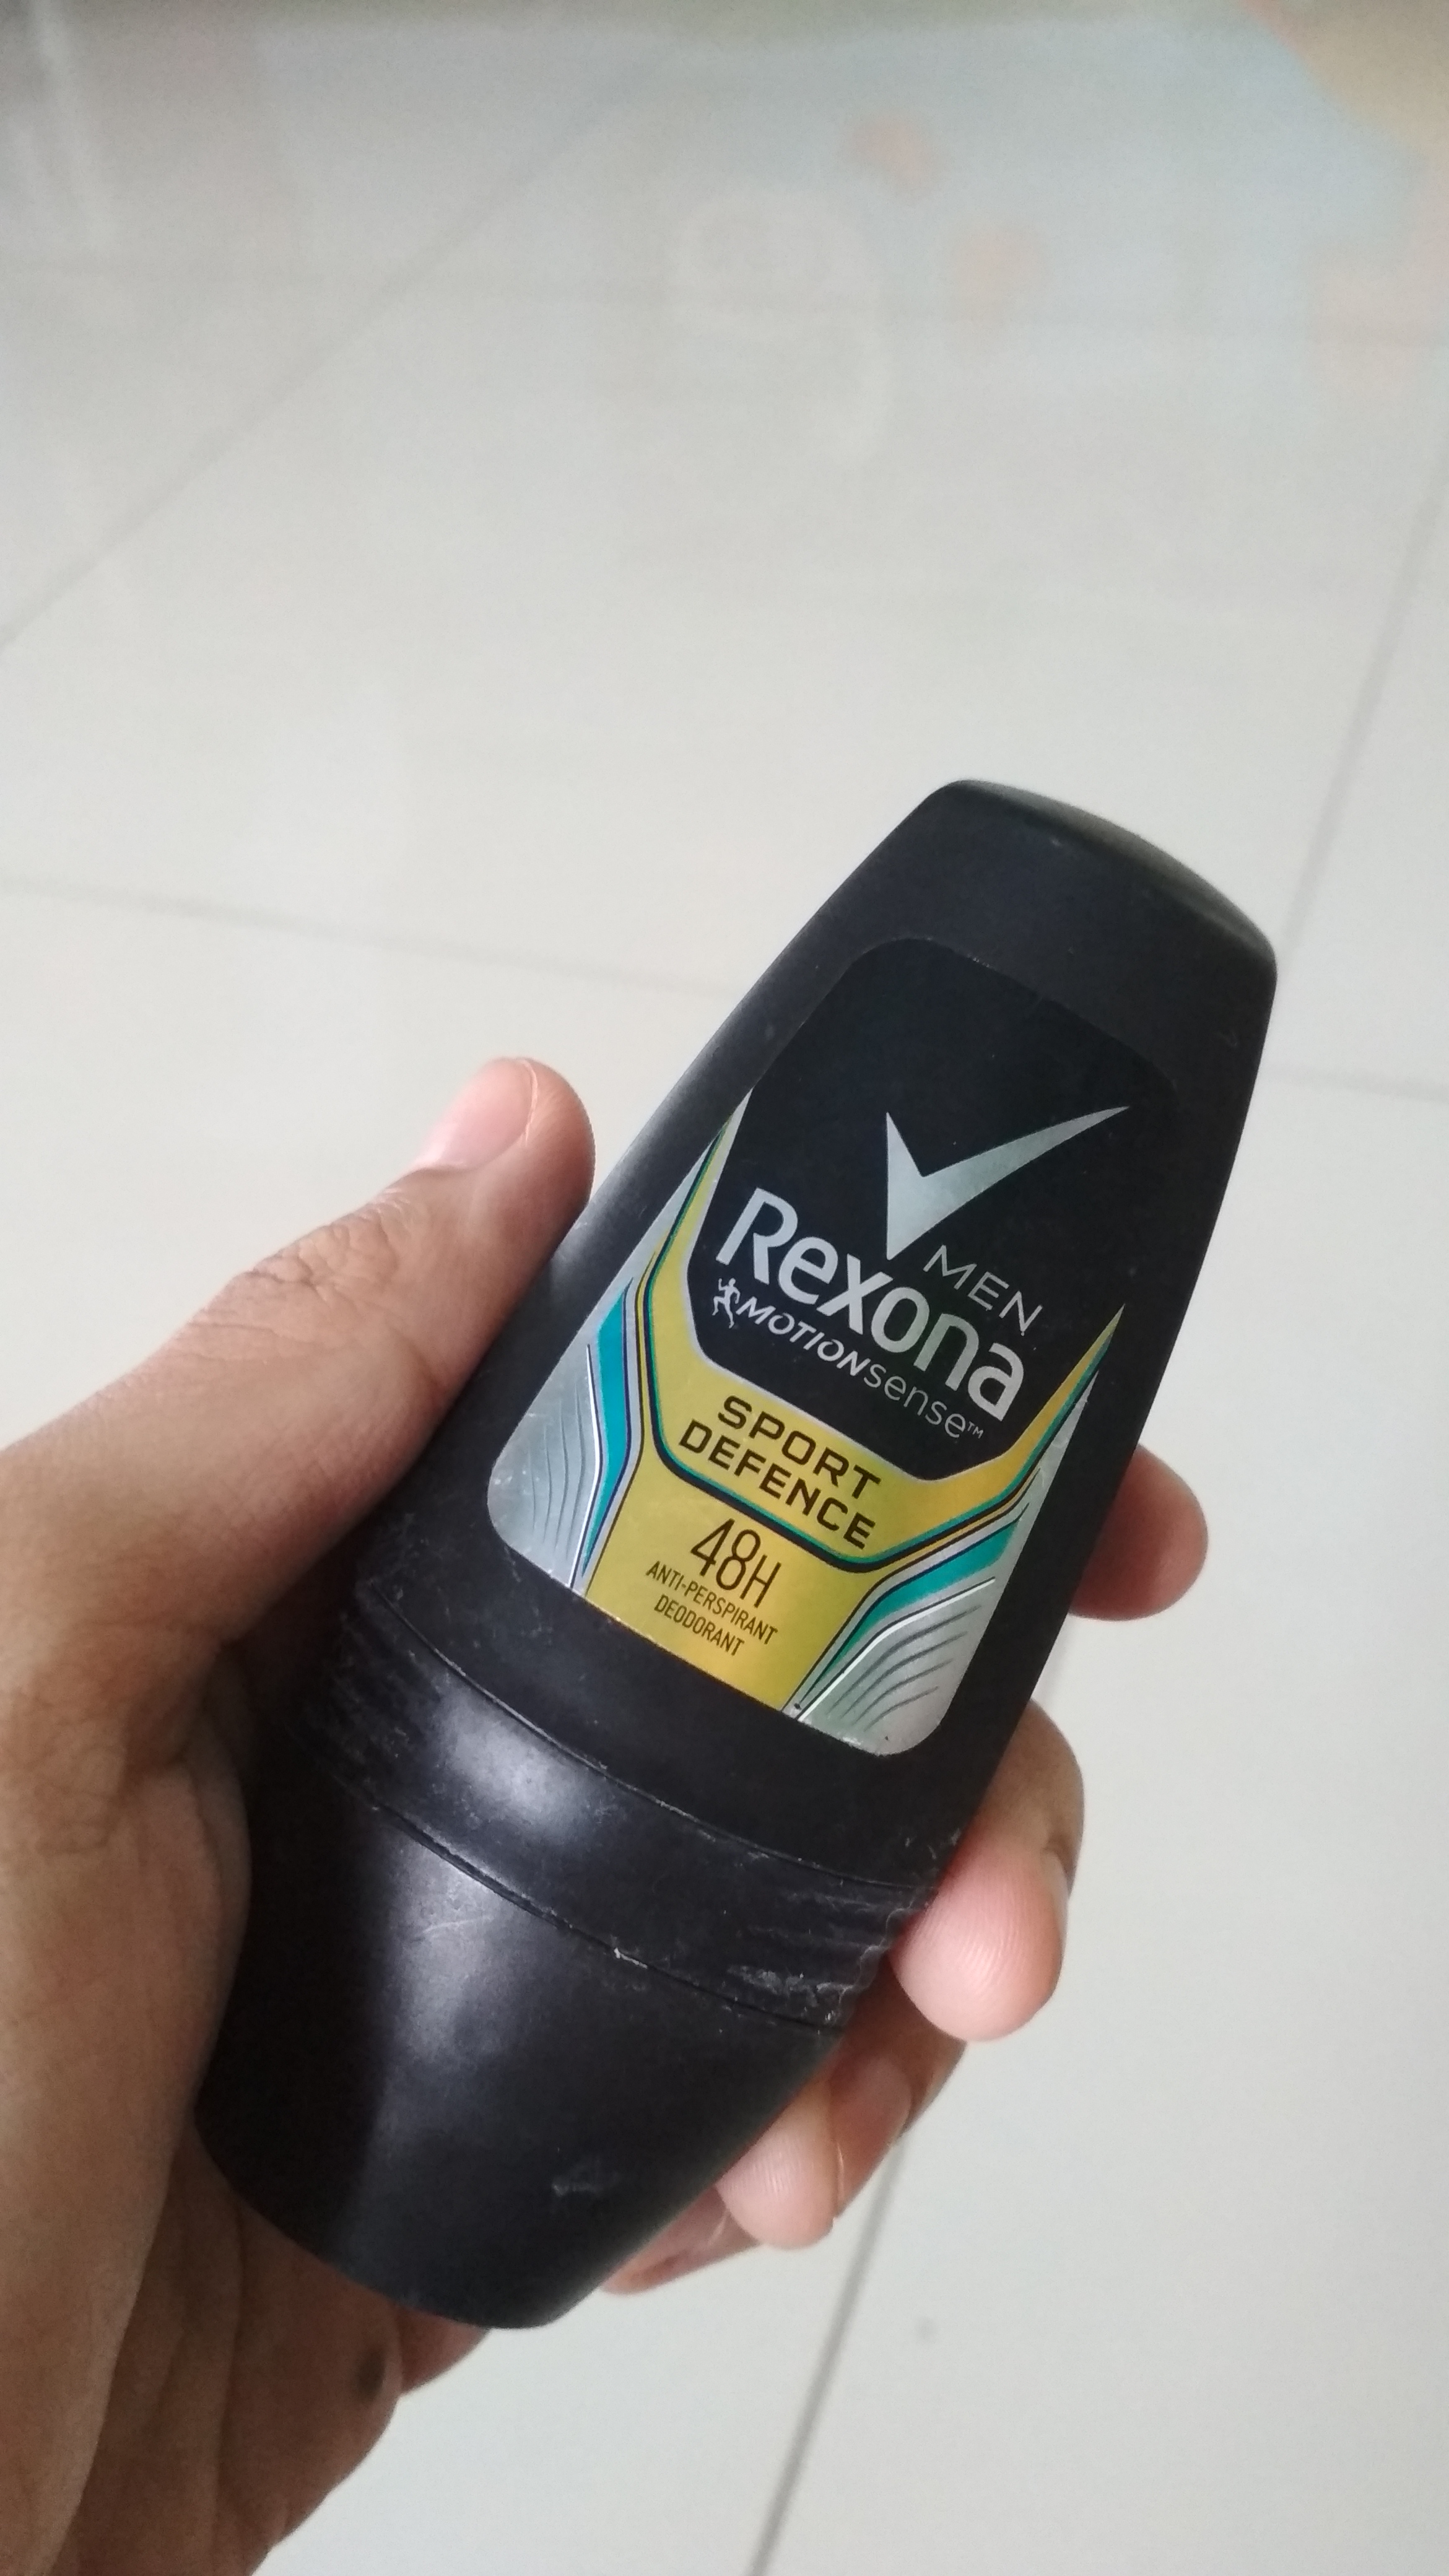 MEN
Rexona
MOTIONsense™
SPORT
DEFENCE
48H
ANTI-PERSPIRANT
DEODORANT